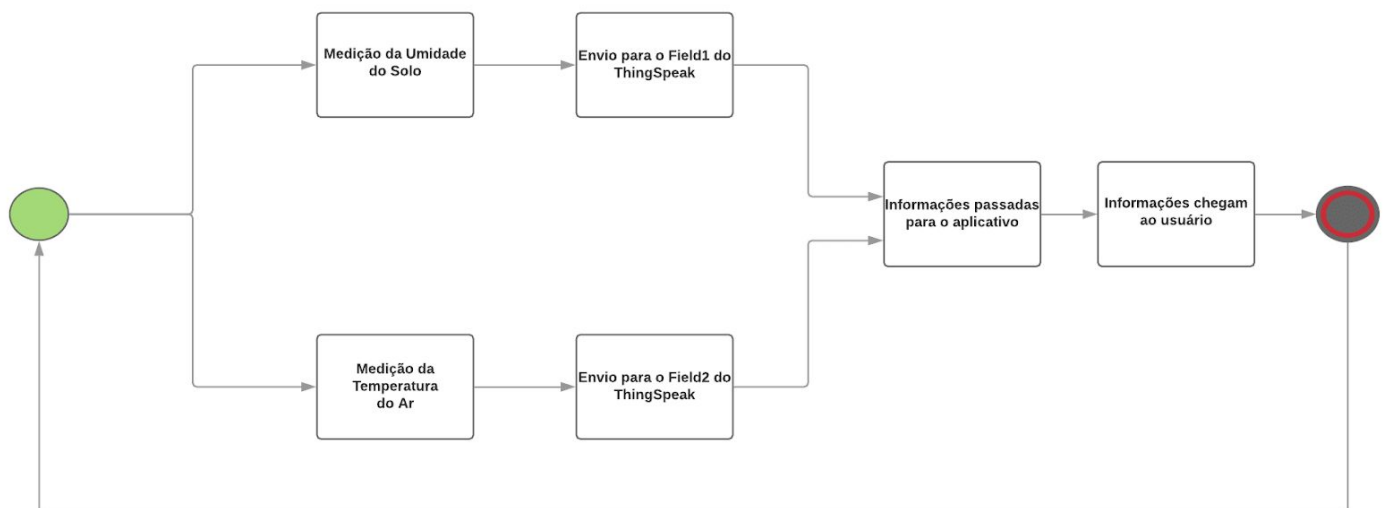 Medição da Umidade
do Solo
Envio para o Field1 do
ThingSpeak
Informações passadas
para o aplicativo
Informações chegam
ao usuário
Medição da
Temperatura
do Ar
Envio para o Field2 do
ThingSpeak